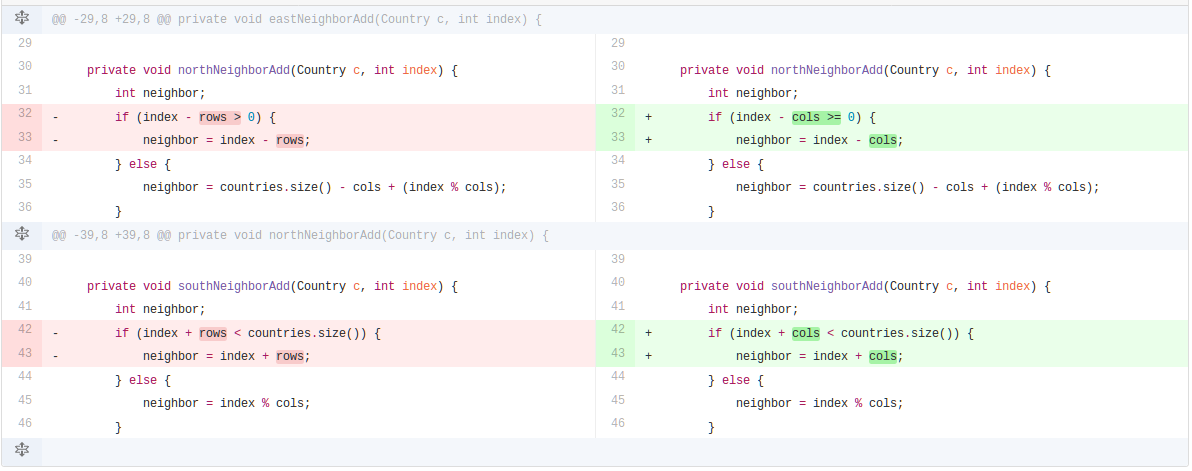 @@ -29,8 +29,8 @@ private void eastNeighborAdd(Country c, int index) {
29 29
30 private void northNeighborAdd(Country c, int index) { 30 private void northNeighborAdd(Country c, int index) {
31 int neighbor; 31 int neighbor;
32 - if (index - rows > 0) { 32 + if (index - cols >= 0) {
33 - neighbor = index - rows; 33 + neighbor = index - cols;
34 } else { 34 } else {
35 neighbor = countries.size() - cols + (index % cols); 35 neighbor = countries.size() - cols + (index % cols);
36 } 36 }
@@ -39,8 +39,8 @@ private void northNeighborAdd(Country c, int index) {
39 39
40 private void southNeighborAdd(Country c, int index) { 40 private void southNeighborAdd(Country c, int index) {
41 int neighbor; 41 int neighbor;
42 - if (index + rows < countries.size()) { 42 + if (index + cols < countries.size()) {
43 - neighbor = index + rows; 43 + neighbor = index + cols;
44 } else { 44 } else {
45 neighbor = index % cols; 45 neighbor = index % cols;
46 } 46 }